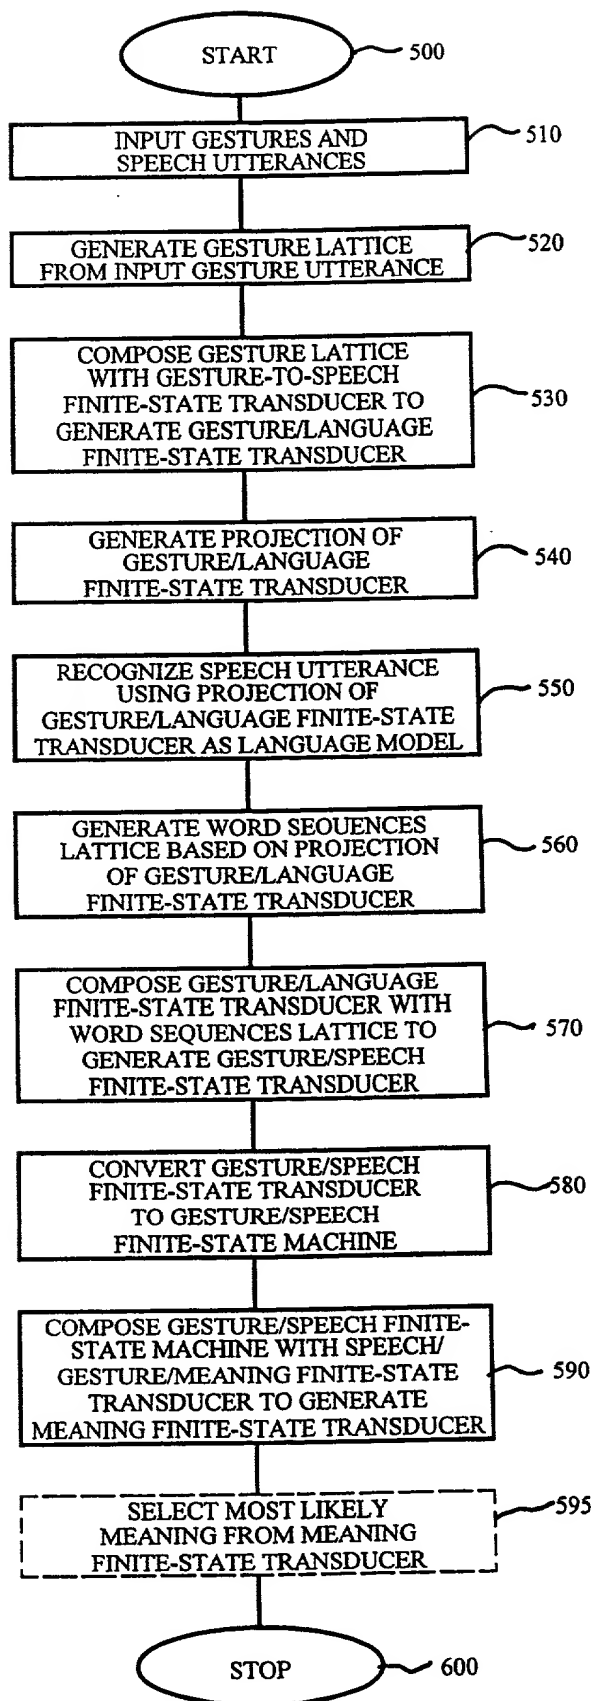 START
500
INPUT GESTURES AND
SPEECH UTTERANCES
510
GENERATE GESTURE LATTICE
FROM INPUT GESTURE UTTERANCE
520
COMPOSE GESTURE LATTICE
WITH GESTURE-TO-SPEECH
FINITE-STATE TRANSDUCER TO
GENERATE GESTURE/LANGUAGE
FINITE-STATE TRANSDUCER
530
GENERATE PROJECTION OF
GESTURE/LANGUAGE
FINITE-STATE TRANSDUCER
540
RECOGNIZE SPEECH UTTERANCE
USING PROJECTION OF
GESTURE/LANGUAGE FINITE-STATE
TRANSDUCER AS LANGUAGE MODEL
550
GENERATE WORD SEQUENCES
LATTICE BASED ON PROJECTION
OF GESTURE/LANGUAGE
FINITE-STATE TRANSDUCER
560
COMPOSE GESTURE/LANGUAGE
FINITE-STATE TRANSDUCER WITH
WORD SEQUENCES LATTICE TO
GENERATE GESTURE/SPEECH
FINITE-STATE TRANSDUCER
570
CONVERT GESTURE/SPEECH
FINITE-STATE TRANSDUCER
TO GESTURE/SPEECH
FINITE-STATE MACHINE
580
COMPOSE GESTURE/SPEECH FINITE-
STATE MACHINE WITH SPEECH/
GESTURE/MEANING FINITE-STATE
TRANSDUCER TO GENERATE
MEANING FINITE-STATE TRANSDUCER
590
SELECT MOST LIKELY
MEANING FROM MEANING
FINITE-STATE TRANSDUCER
595
STOP
600